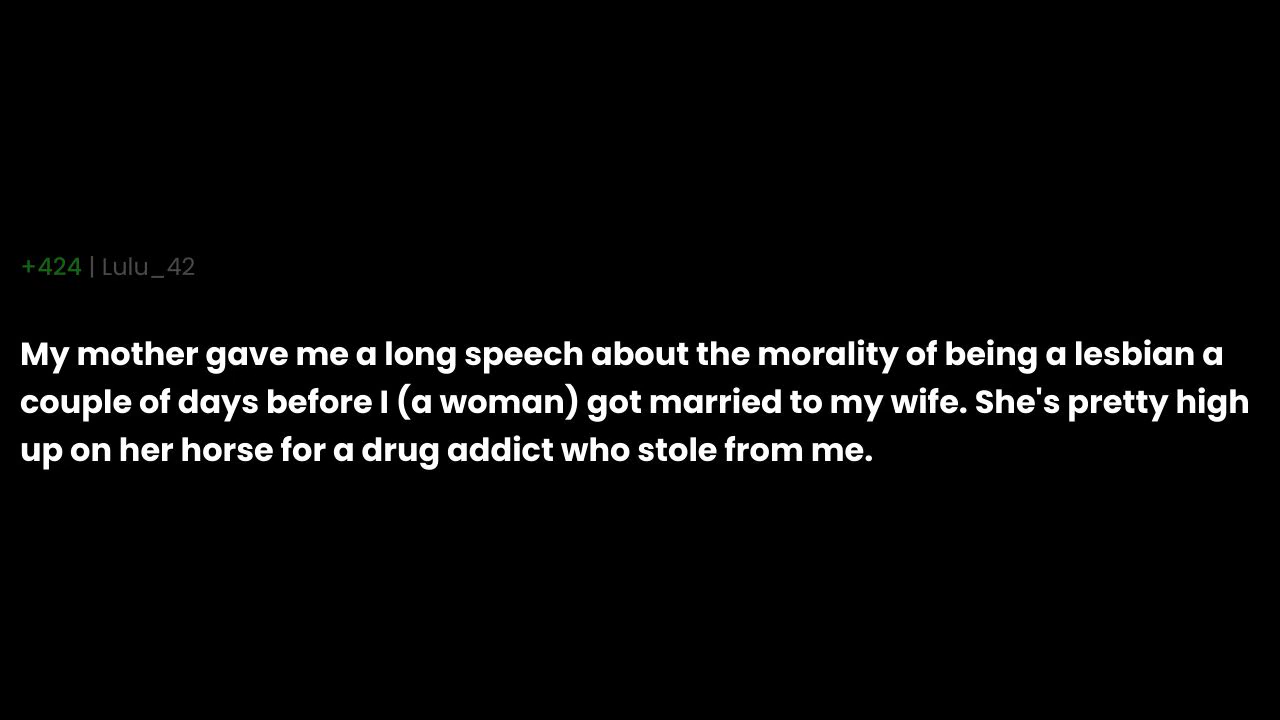 +424 | Lulu_42
My mother gave me a long speech about the morality of being a lesbian a
couple of days before I (a woman) got married to my wife. She's pretty high
up on her horse for a drug addict who stole from me.